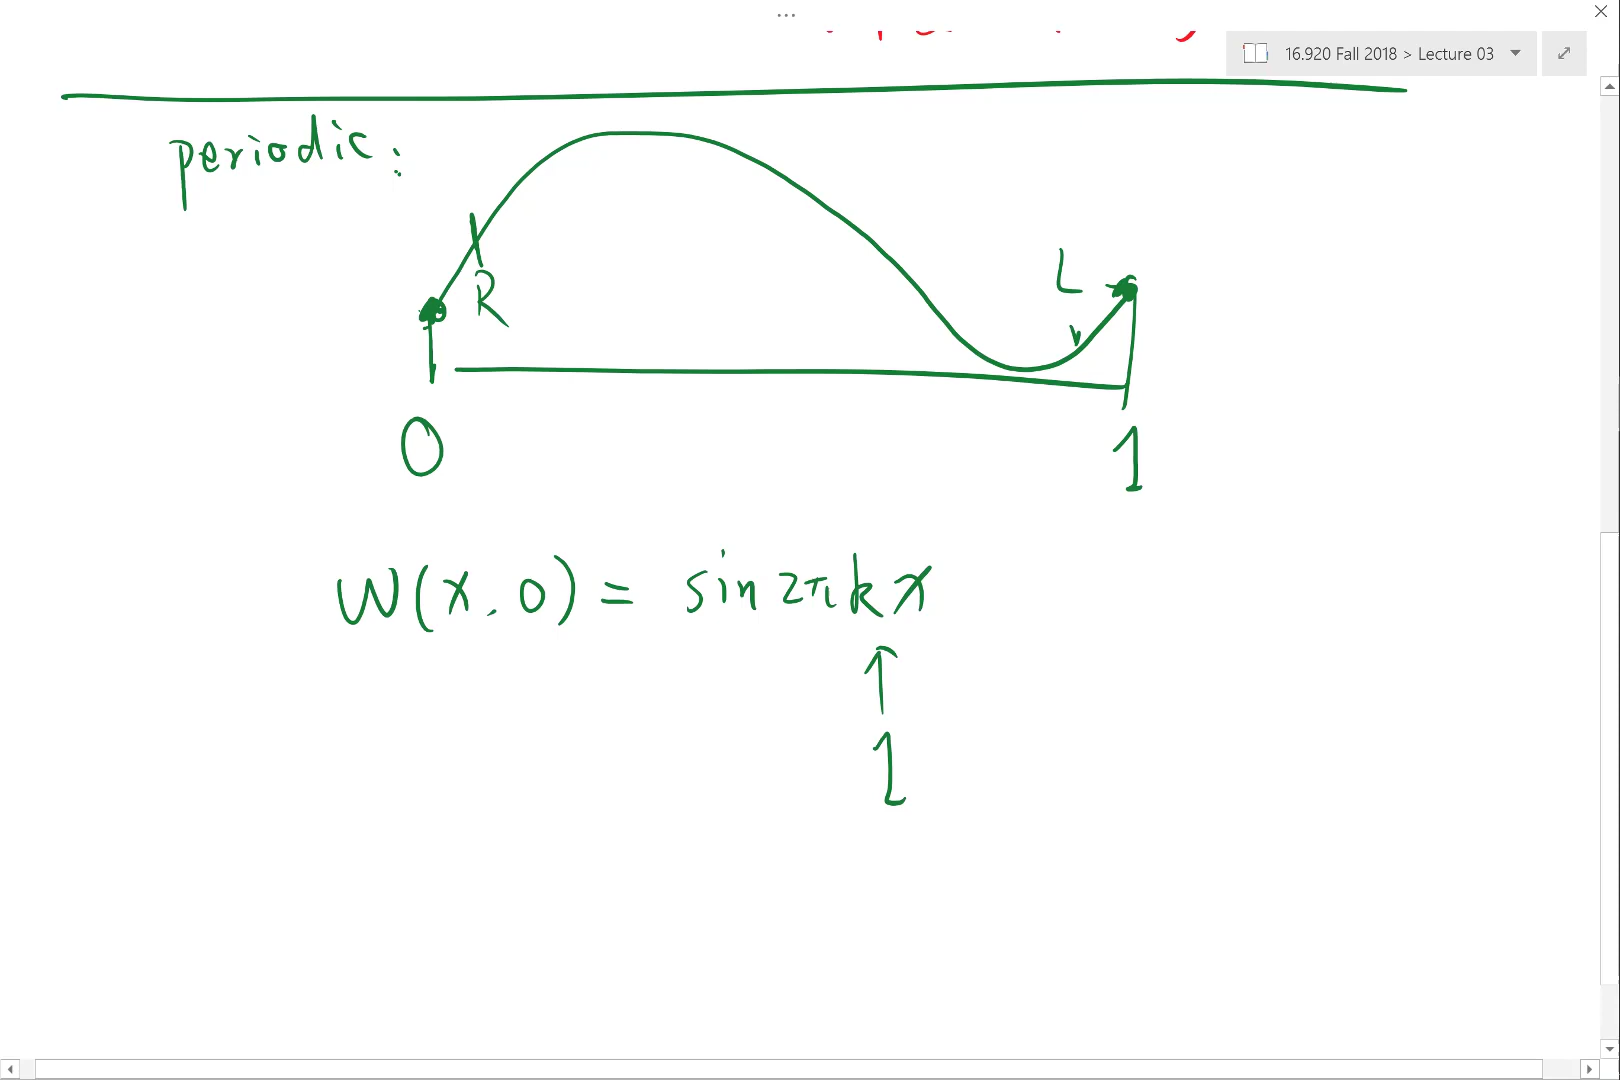 ...
16.920 Fall 2018 > Lecture 03
periodic:
R
L
0
1
W(x, 0) = sin 2πkx
↑
1